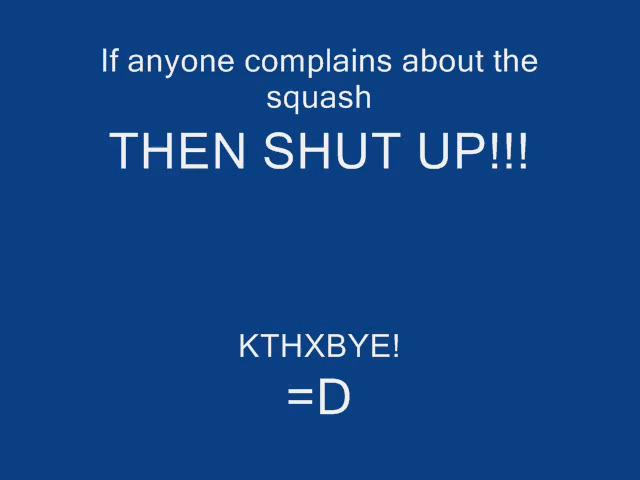 If anyone complains about the
squash
THEN SHUT UP!!!
KTHXBYE!
=D